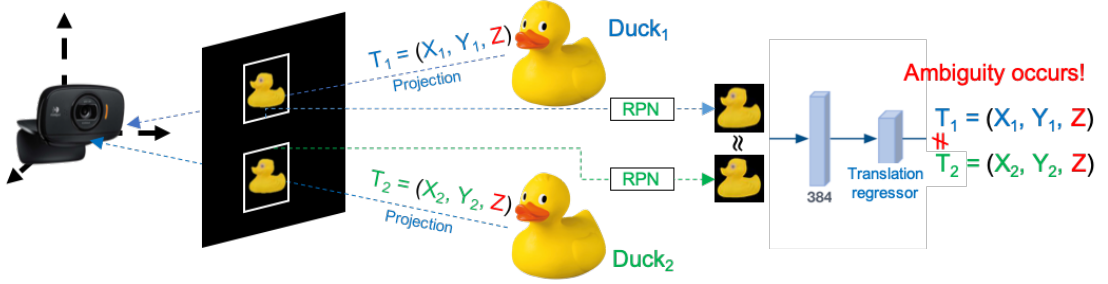 T₁ = (X₁, Y₁, Z)
Projection
Duck₁
RPN
Ambiguity occurs!
T₁ = (X₁, Y₁, Z)
≠
T₂ = (X₂, Y₂, Z)
≈
384
Translation
regressor
RPN
T₂ = (X₂, Y₂, Z)
Projection
Duck₂